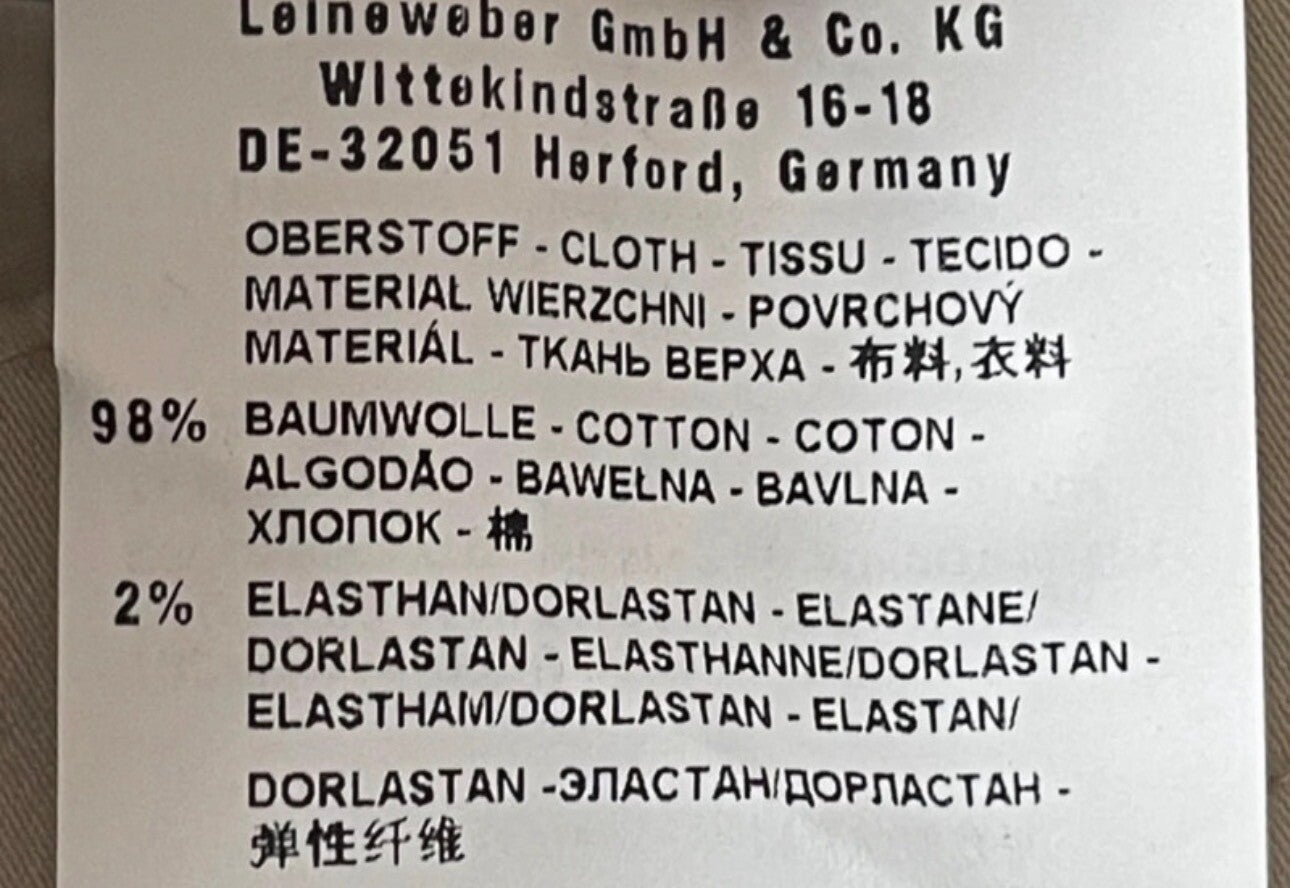 Leineweber GmbH & Co. KG
Wittekindstraße 16-18
DE-32051 Herford, Germany
OBERSTOFF - CLOTH - TISSU - TECIDO -
MATERIAŁ WIERZCHNI - POVRCHOVÝ
MATERIÁL - ТКАНЬ ВЕРХА - 布料,衣料
98% BAUMWOLLE - COTTON - COTON -
ALGODÃO - BAWEŁNA - BAVLNA -
ХЛОПОК - 棉
2% ELASTHAN/DORLASTAN - ELASTANE/
DORLASTAN - ELASTHANNE/DORLASTAN -
ELASTHAM/DORLASTAN - ELASTAN/
DORLASTAN -ЭЛАСТАН/ДОРЛАСТАН -
弹性纤维